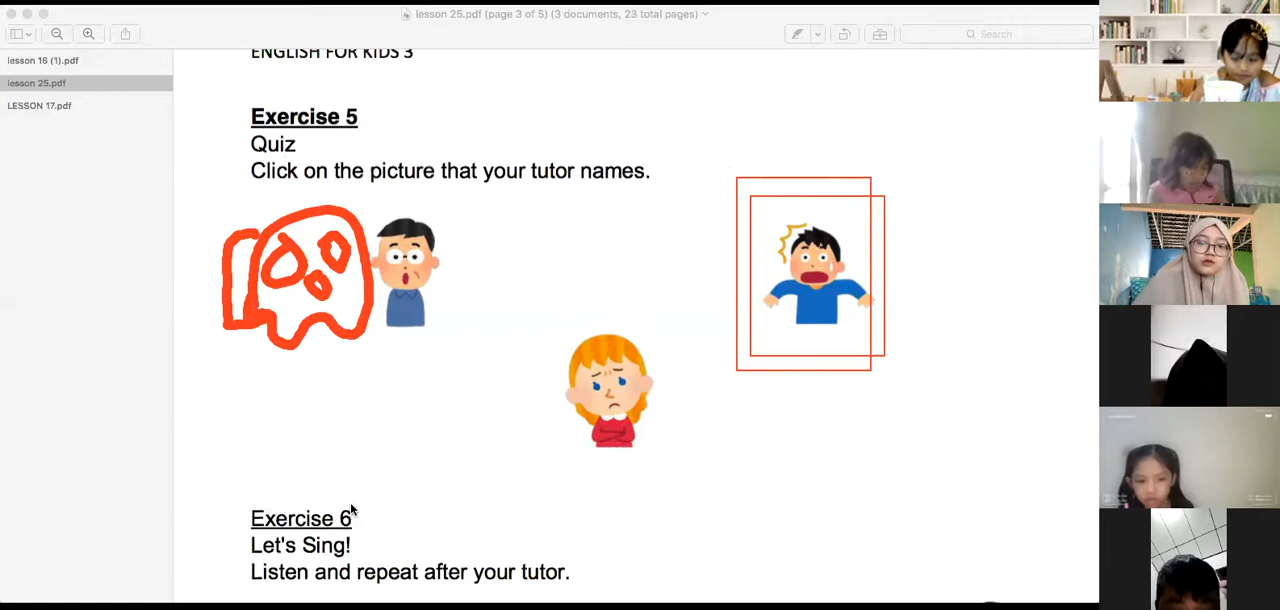 lesson 25.pdf (page 3 of 5) (3 documents, 23 total pages)
Search
lesson 16 (1).pdf
lesson 25.pdf
LESSON 17.pdf
ENGLISH FOR KIDS 3
Exercise 5
Quiz
Click on the picture that your tutor names.
Exercise 6
Let's Sing!
Listen and repeat after your tutor.